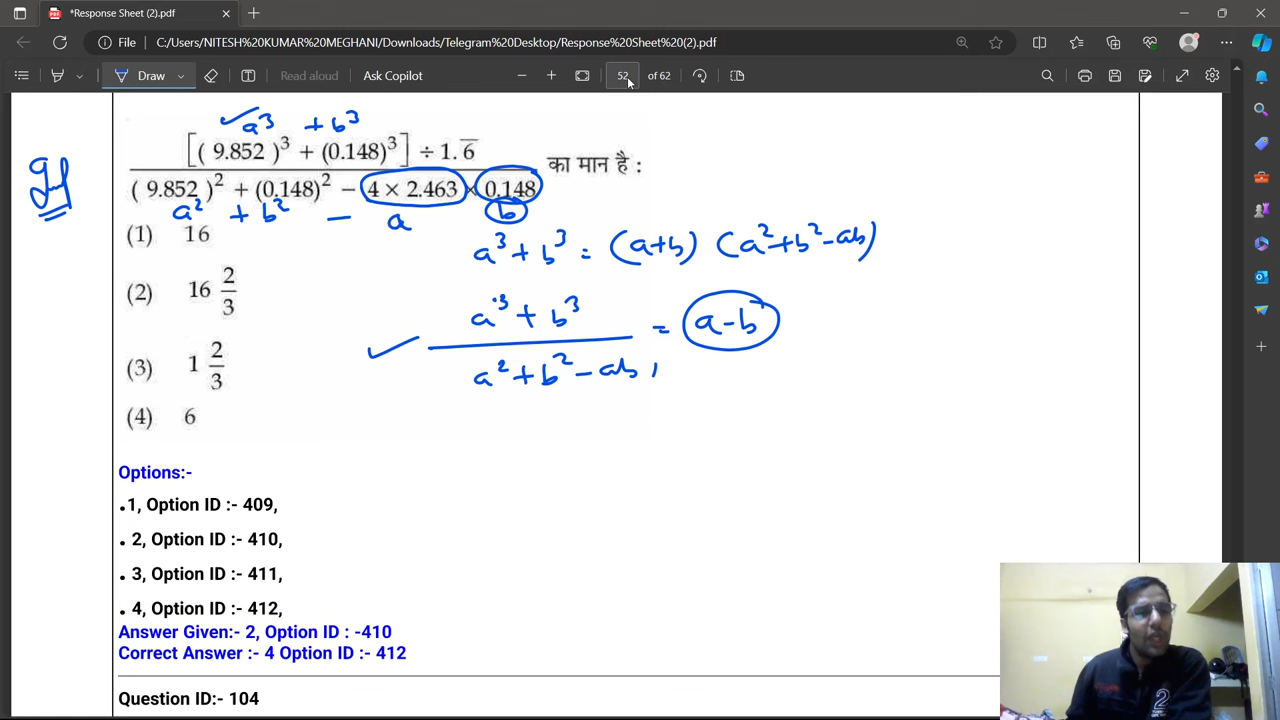 *Response Sheet (2).pdf
File C:/Users/NITESH%20KUMAR%20MEGHANI/Downloads/Telegram%20Desktop/Response%20Sheet%20(2).pdf
Draw Read aloud Ask Copilot 52 of 62
a³ + b³
[( 9.852 )³ + (0.148)³] ÷ 1.6̅
का मान है :
( 9.852 )² + (0.148)² − 4 × 2.463 × 0.148
a² + b² − a b
(1) 16
a³ + b³ = (a+b) (a²+b²-ab)
(2) 16 2/3
a³ + b³
= a-b
a² + b² - ab
(3) 1 2/3
(4) 6
Options:-
.1, Option ID :- 409,
. 2, Option ID :- 410,
. 3, Option ID :- 411,
. 4, Option ID :- 412,
Answer Given:- 2, Option ID : -410
Correct Answer :- 4 Option ID :- 412
Question ID:- 104